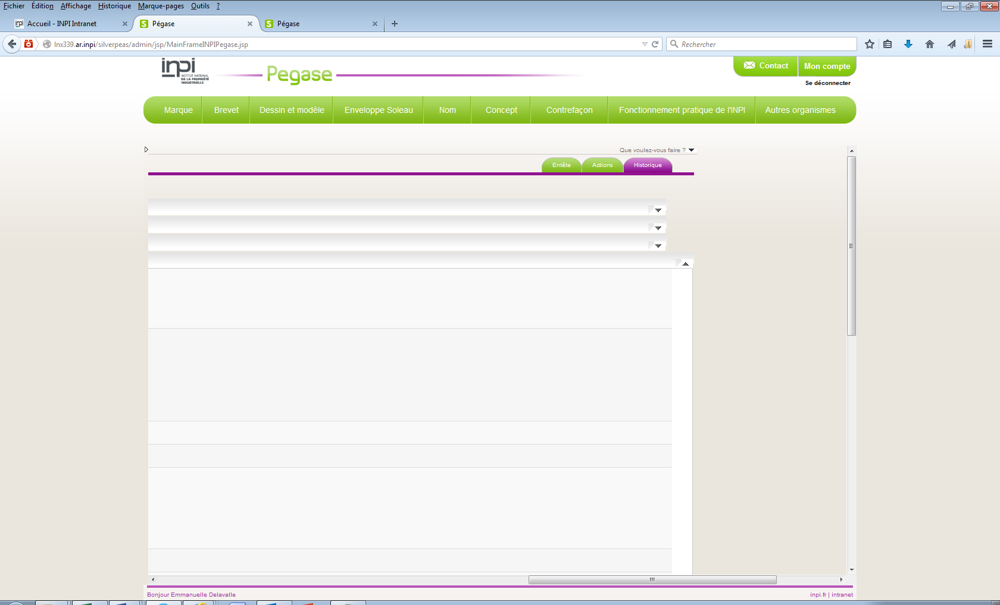 Fichier Édition Affichage Historique Marque-pages Outils ?
inpi Accueil - INPI Intranet S Pégase S Pégase
lnx339.ar.inpi/silverpeas/admin/jsp/MainFrameINPIPegase.jsp Rechercher
inpi
INSTITUT NATIONAL
DE LA PROPRIÉTÉ
INDUSTRIELLE
Pegase
Contact Mon compte
Se déconnecter
Marque Brevet Dessin et modèle Enveloppe Soleau Nom Concept Contrefaçon Fonctionnement pratique de l'INPI Autres organismes
Que voulez-vous faire ?
Entête Actions Historique
Bonjour Emmanuelle Delavalle inpi.fr | intranet